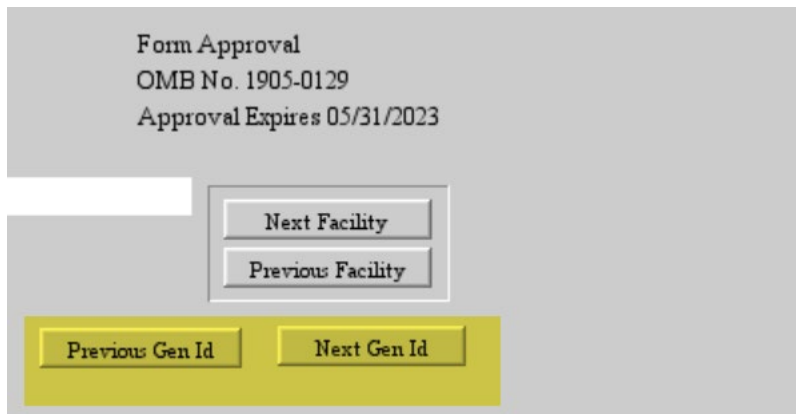 Form Approval
OMB No. 1905-0129
Approval Expires 05/31/2023
Next Facility
Previous Facility
Previous Gen Id
Next Gen Id